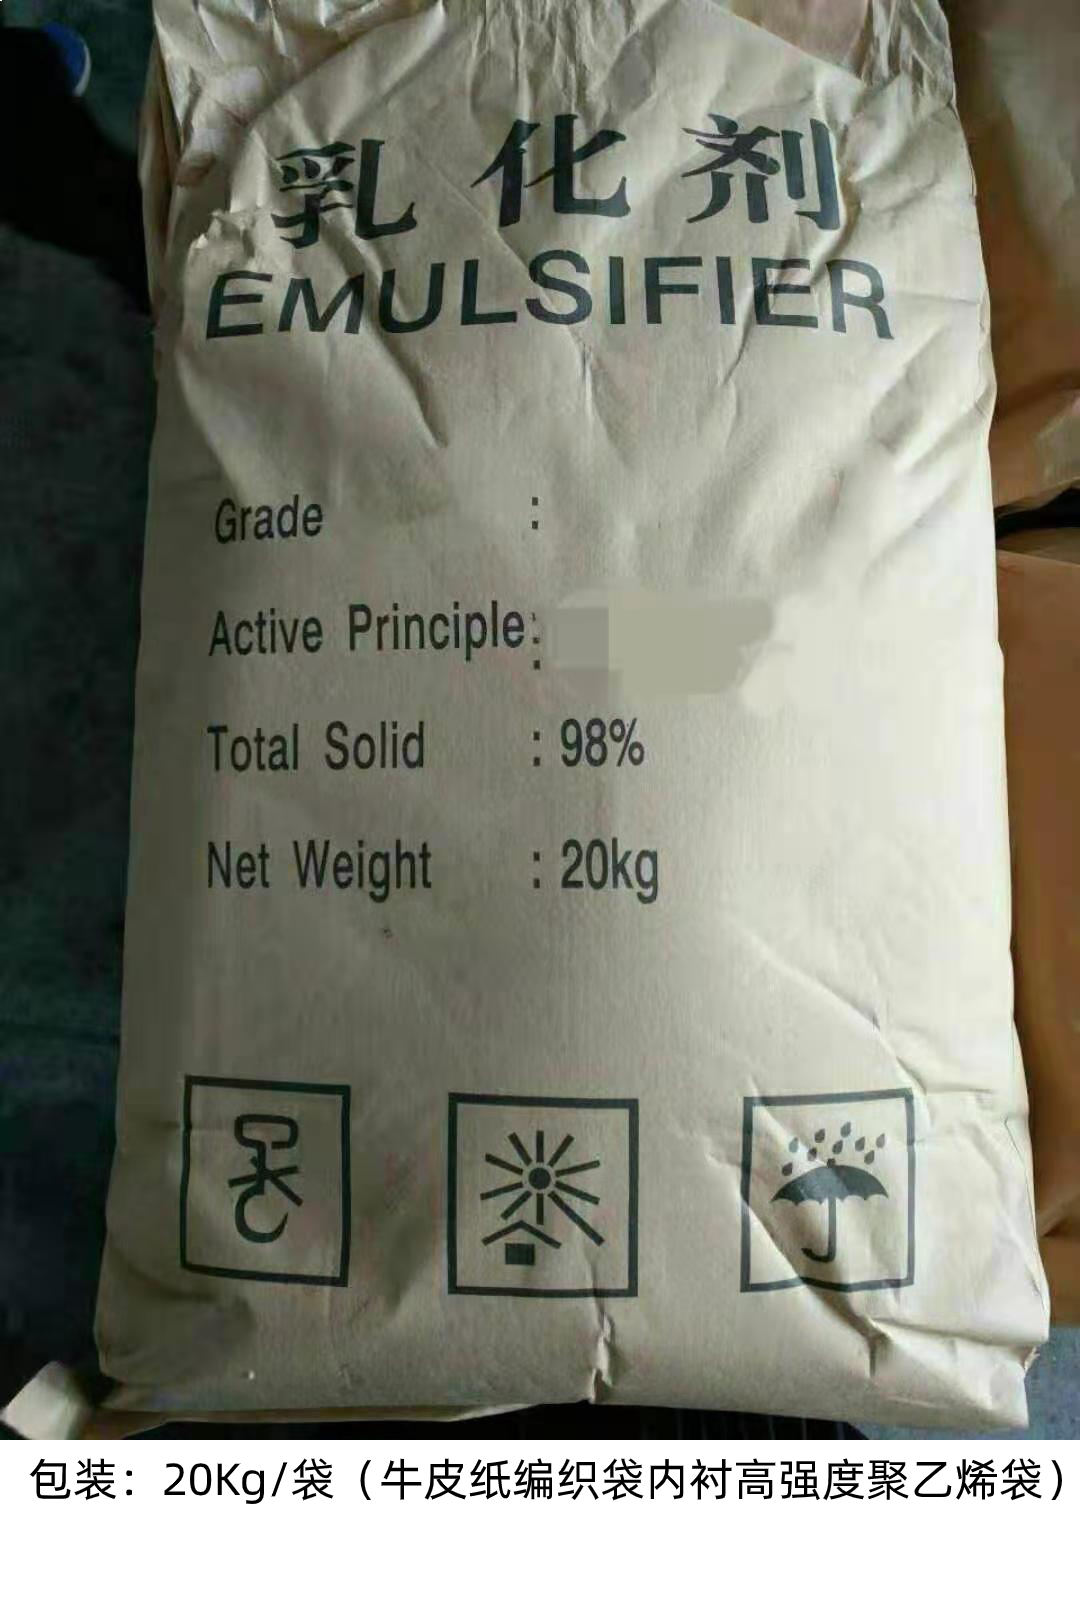 乳化剂
EMULSIFIER
Grade :
Active Principle:
Total Solid : 98%
Net Weight : 20kg
包装：20Kg/袋（牛皮纸编织袋内衬高强度聚乙烯袋）